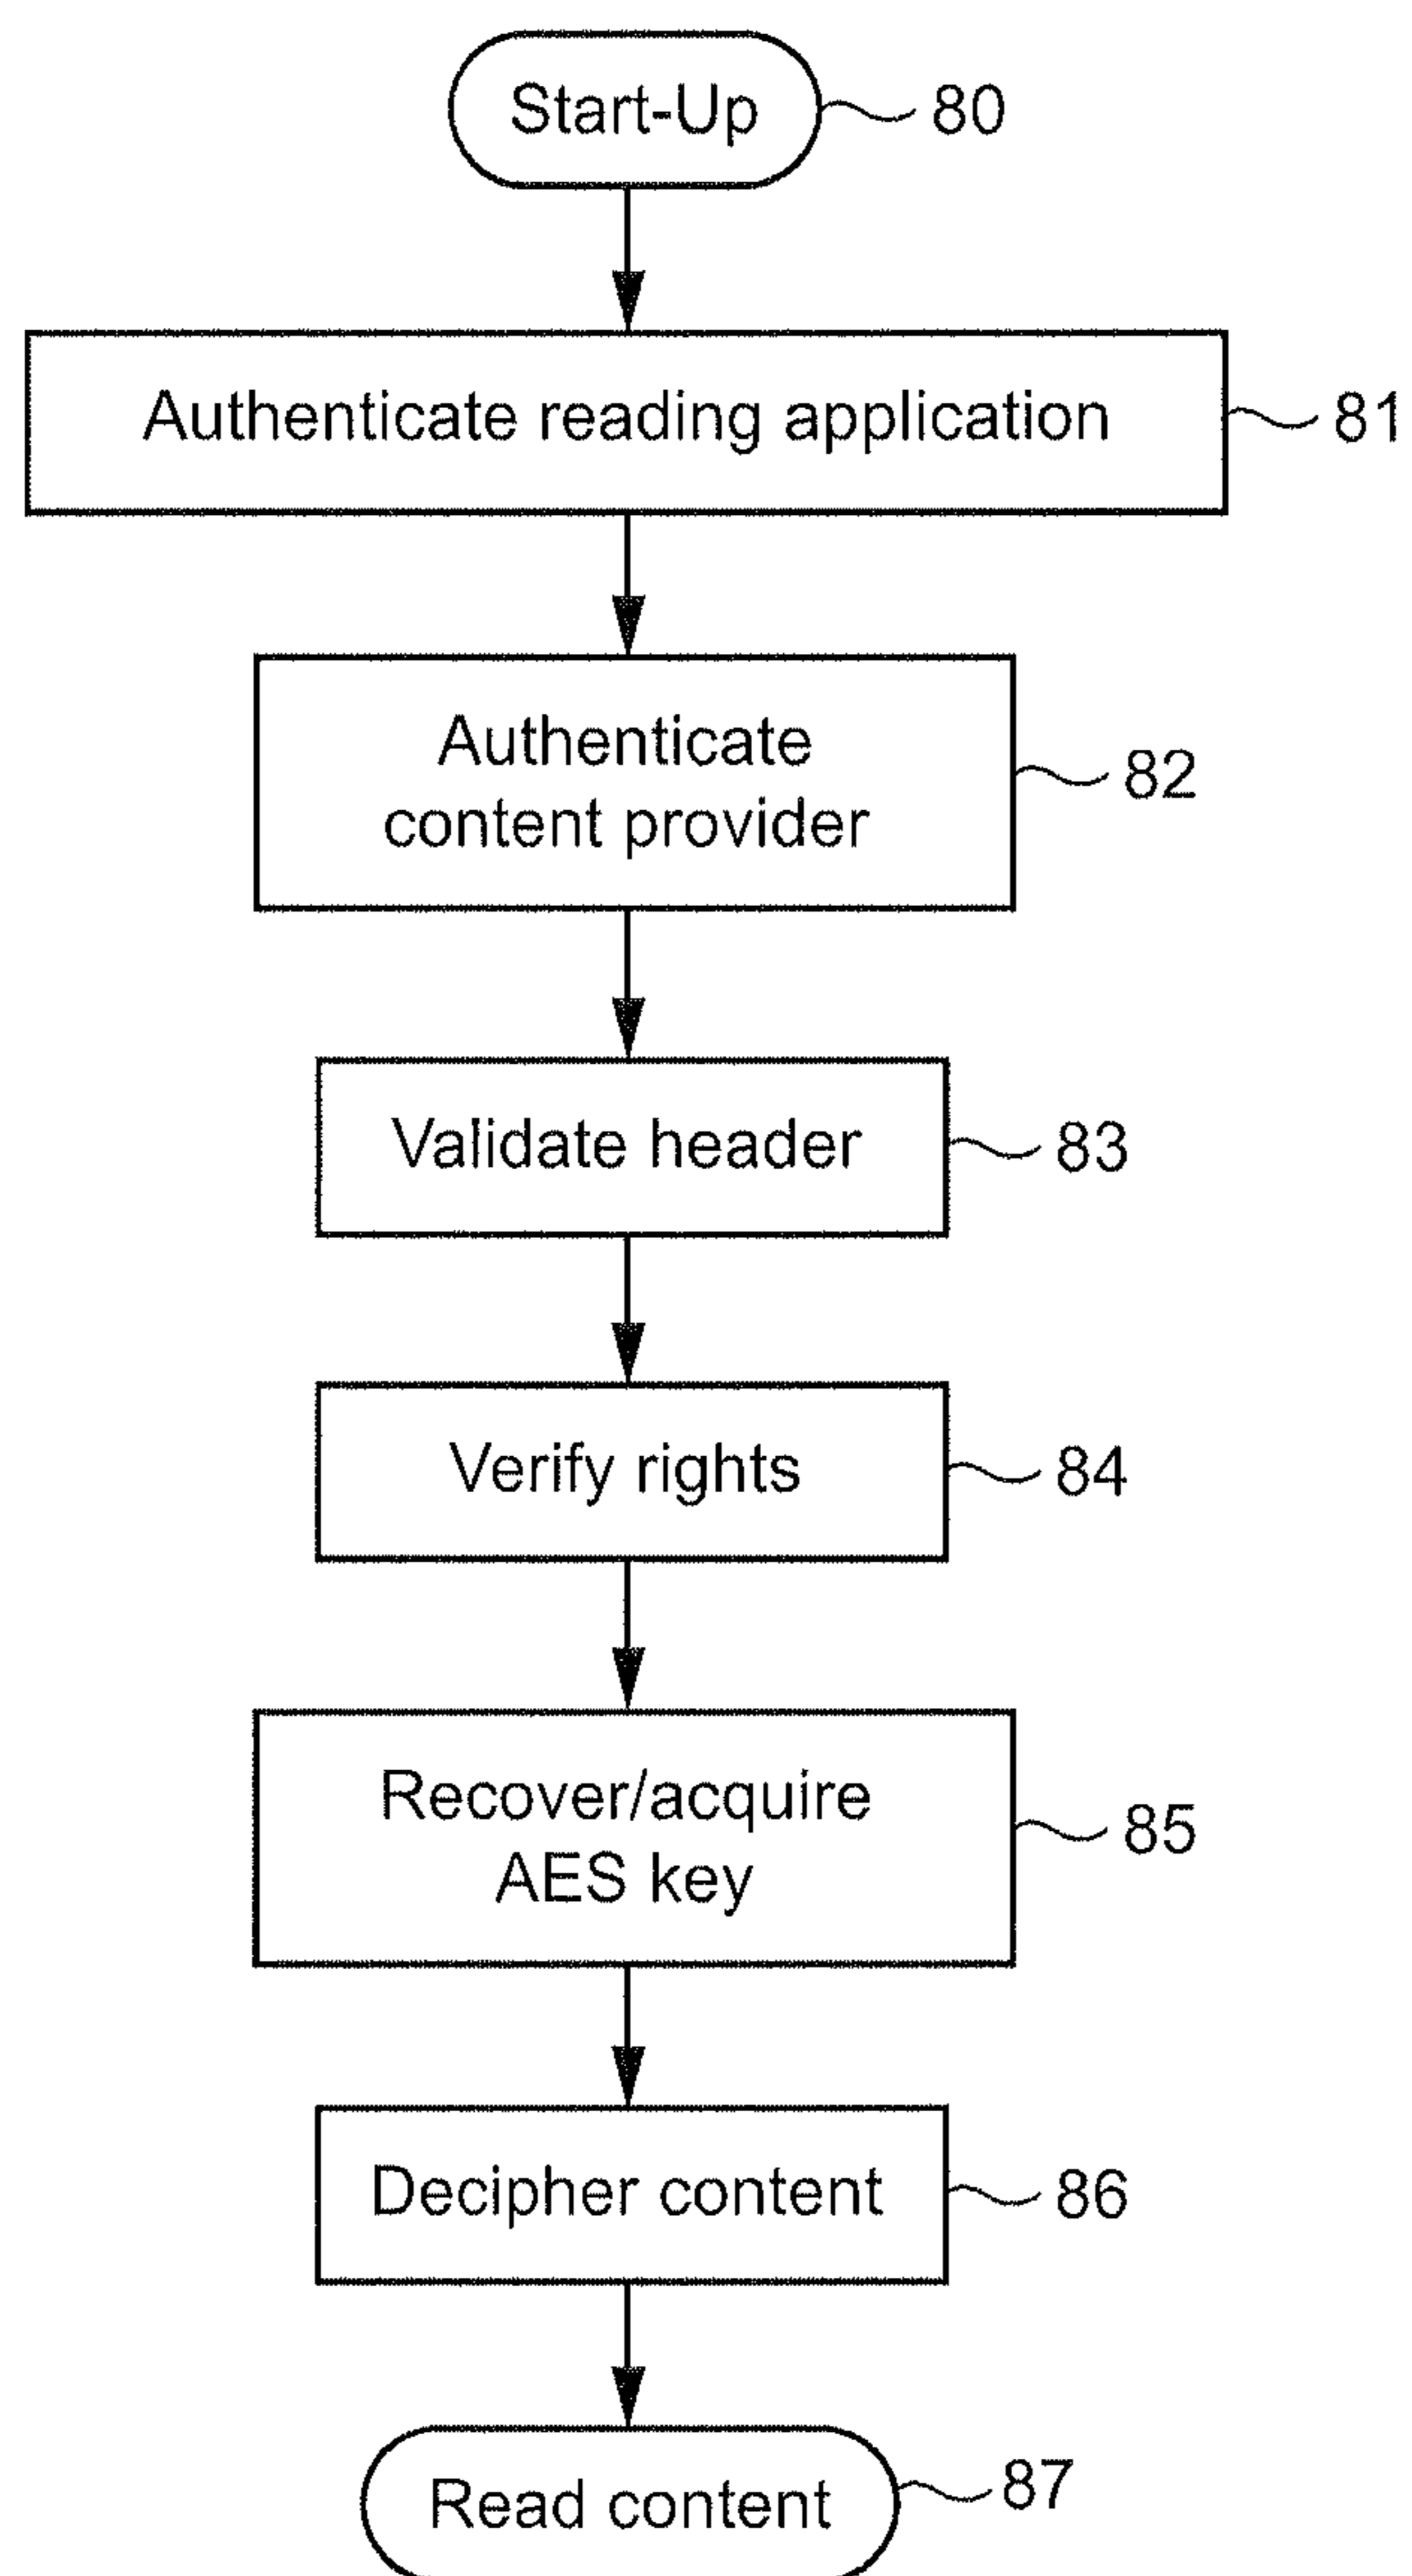 Start-Up 80
Authenticate reading application 81
Authenticate
content provider 82
Validate header 83
Verify rights 84
Recover/acquire
AES key 85
Decipher content 86
Read content 87